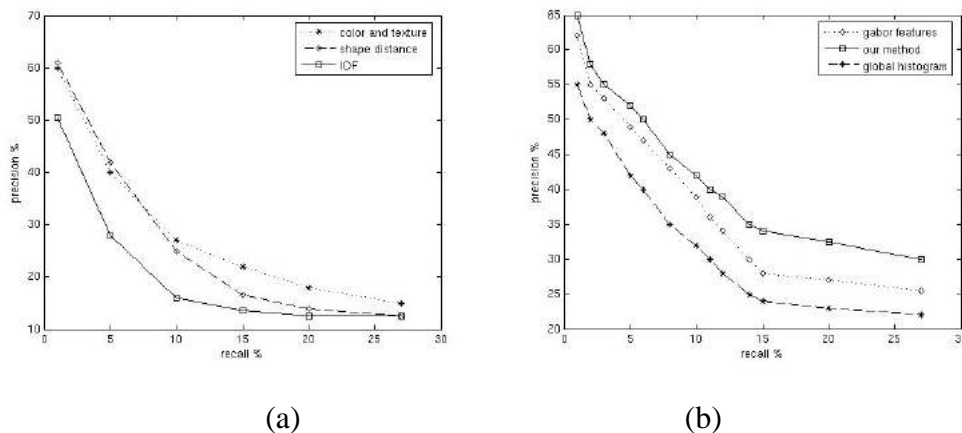 70
60
50
40
30
20
10
0 5 10 15 20 25 30
precision %
recall %
color and texture
shape distance
IDF
(a)
65
60
55
50
45
40
35
30
25
20
0 5 10 15 20 25 3
precision %
recall %
gabor features
our method
global histogram
(b)